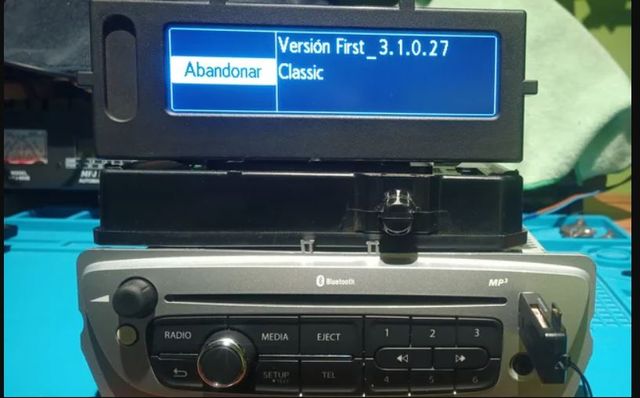 Versión First_3.1.0.27
Abandonar
Classic
Bluetooth
MP3
RADIO
MEDIA
EJECT
1
2
3
SETUP
TEXT
TEL
4
5
6